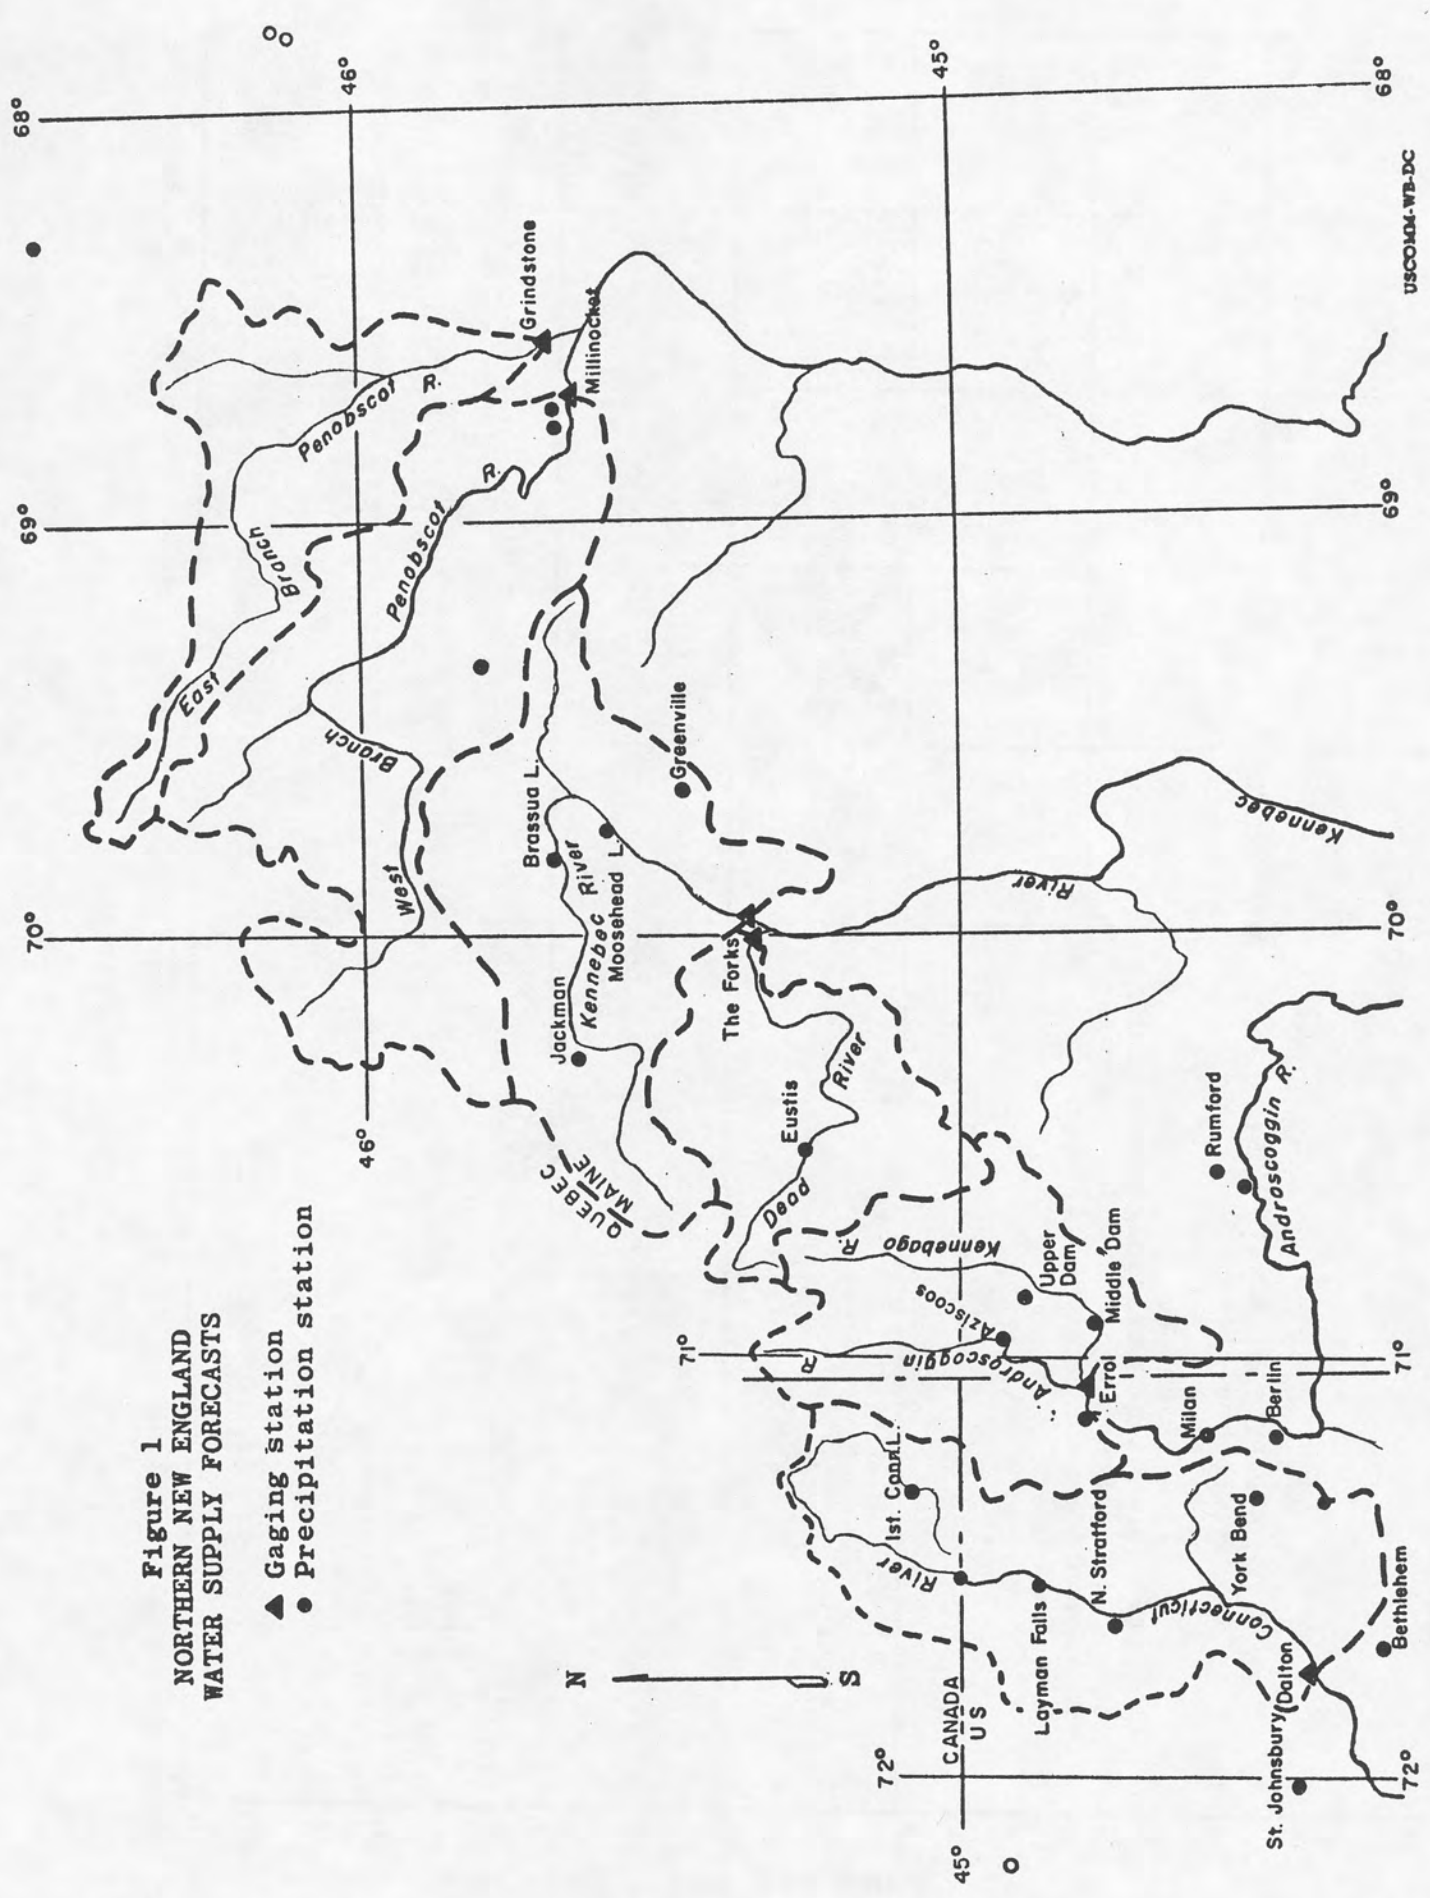 Figure 1
NORTHERN NEW ENGLAND
WATER SUPPLY FORECASTS
▲ Gaging station
● Precipitation station
N
S
68°
69°
70°
46°
46°
45°
68°
69°
70°
71°
71°
72°
72°
45°
East
Branch
Penobscot
R.
West
Branch
Penobscot
R.
Grindstone
Millinocket
Brassua L.
Greenville
Jackman
Kennebec River
Moosehead L.
The Forks
QUEBEC
MAINE
Eustis
Dead
River
Kennebec
River
Kennebago
R.
Aziscoos
Upper
Dam
Middle Dam
Rumford
Androscoggin R.
Androscoggin
R
Errol
Milan
Berlin
Ist. Conn. L.
River
N. Stratford
York Bend
Connecticut
Layman Falls
CANADA
US
Dalton
Bethlehem
St. Johnsbury
USCOMM-WB-DC